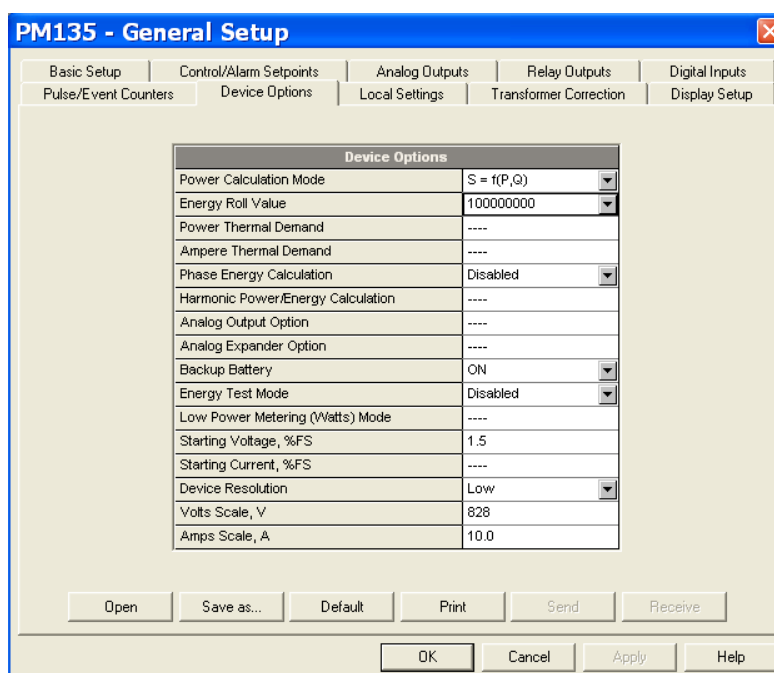 PM135 - General Setup
Basic Setup Control/Alarm Setpoints Analog Outputs Relay Outputs Digital Inputs
Pulse/Event Counters Device Options Local Settings Transformer Correction Display Setup
Device Options
Power Calculation Mode S = f(P,Q)
Energy Roll Value 100000000
Power Thermal Demand ----
Ampere Thermal Demand ----
Phase Energy Calculation Disabled
Harmonic Power/Energy Calculation ----
Analog Output Option ----
Analog Expander Option ----
Backup Battery ON
Energy Test Mode Disabled
Low Power Metering (Watts) Mode ----
Starting Voltage, %FS 1.5
Starting Current, %FS ----
Device Resolution Low
Volts Scale, V 828
Amps Scale, A 10.0
Open Save as... Default Print Send Receive
OK Cancel Apply Help